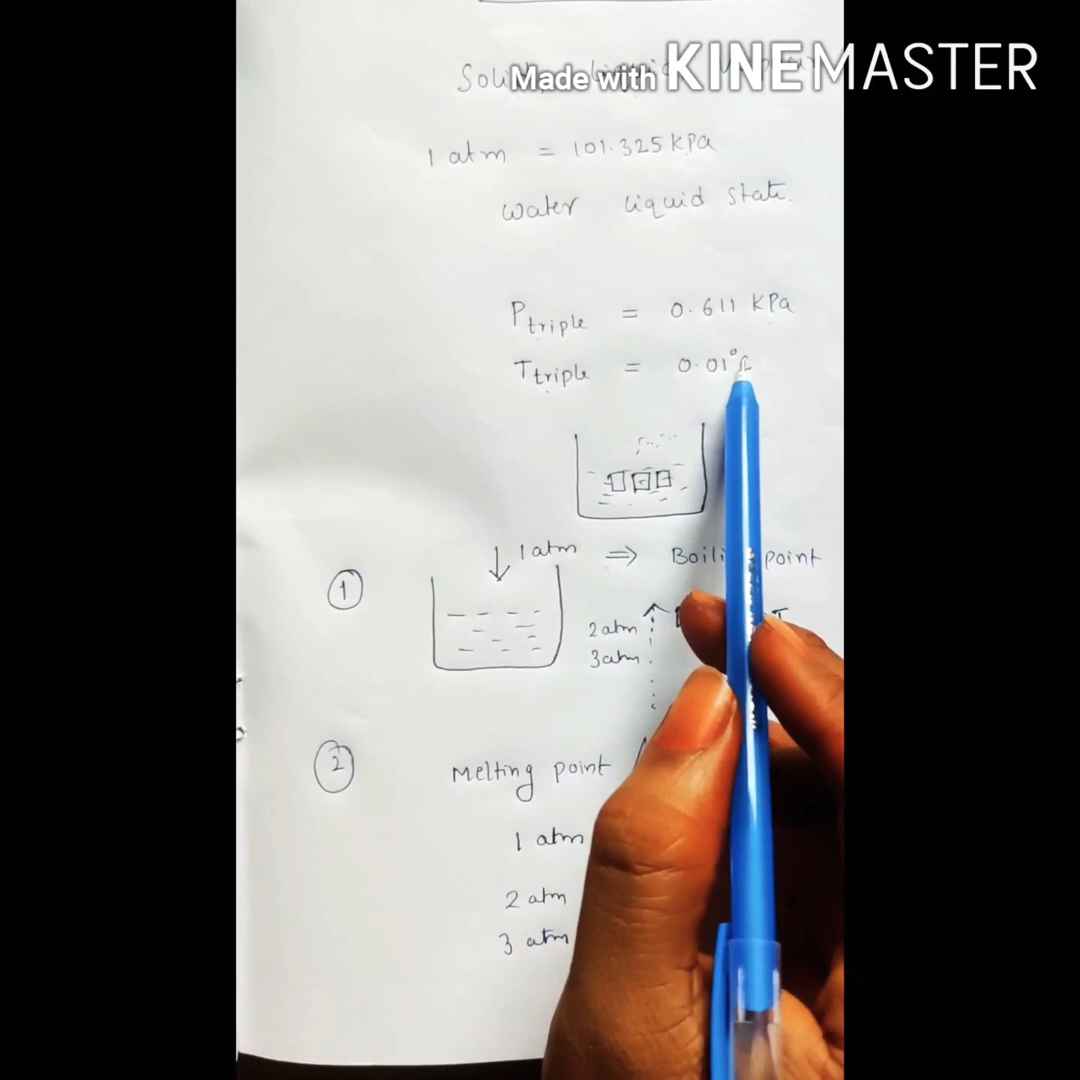 Made with KINEMASTER
1 atm = 101.325 KPa
Water liquid state.
P triple = 0.611 KPa
T triple = 0.01°C
1 atm ⇒ point
1
2 atm
3 atm
2
Melting point
1 atm
2 atm
3 atm